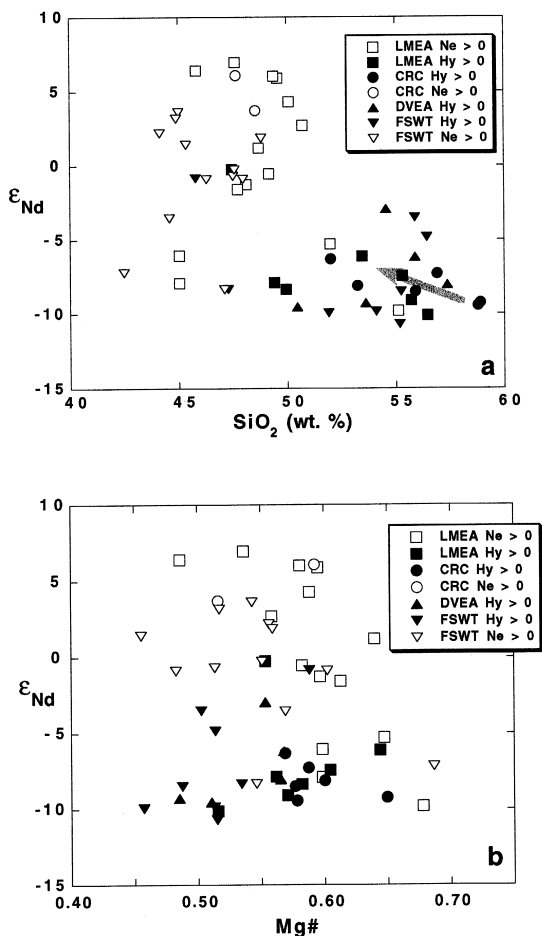 10
5
0
-5
-10
-15
εNd
LMEA Ne > 0
LMEA Hy > 0
CRC Hy > 0
CRC Ne > 0
DVEA Hy > 0
FSWT Hy > 0
FSWT Ne > 0
a
40 45 50 55 60
SiO2 (wt. %)
10
5
0
-5
-10
-15
εNd
LMEA Ne > 0
LMEA Hy > 0
CRC Hy > 0
CRC Ne > 0
DVEA Hy > 0
FSWT Hy > 0
FSWT Ne > 0
b
0.40 0.50 0.60 0.70
Mg#